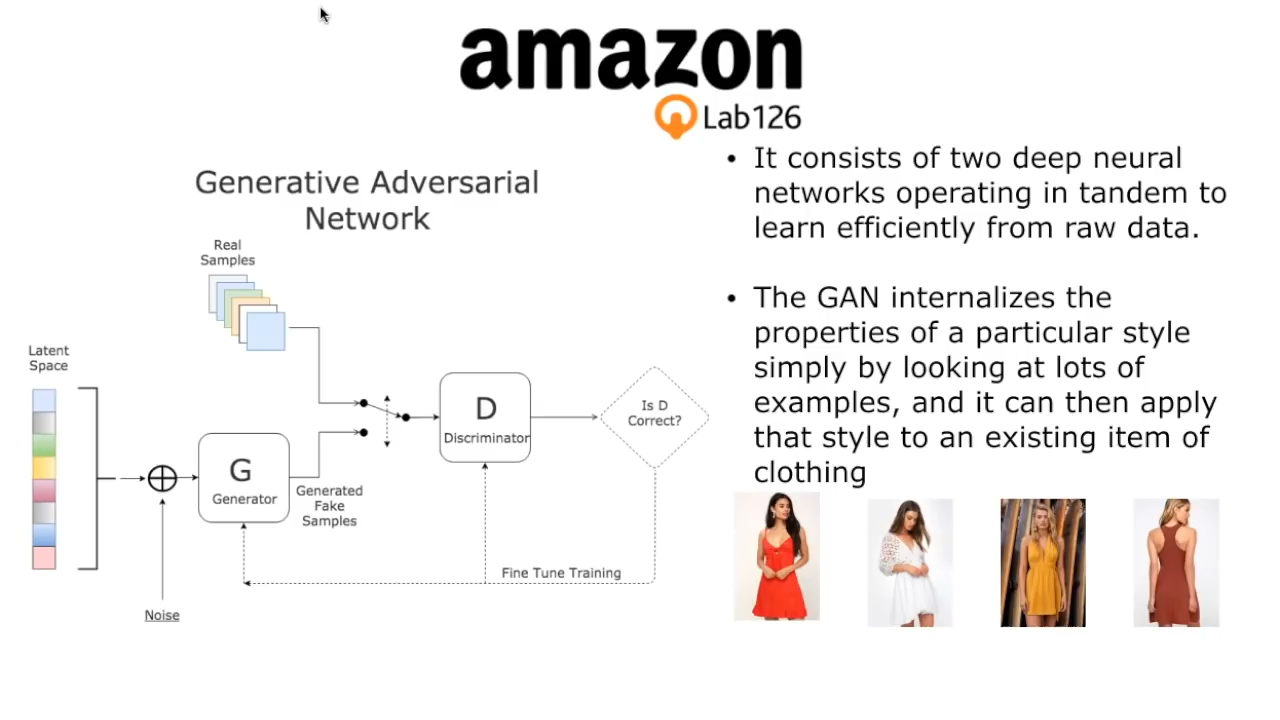 amazon
Lab126
Generative Adversarial
Network
Real
Samples
Latent
Space
D
Discriminator
Is D
Correct?
G
Generator
Generated
Fake
Samples
Fine Tune Training
Noise
• It consists of two deep neural
networks operating in tandem to
learn efficiently from raw data.
• The GAN internalizes the
properties of a particular style
simply by looking at lots of
examples, and it can then apply
that style to an existing item of
clothing